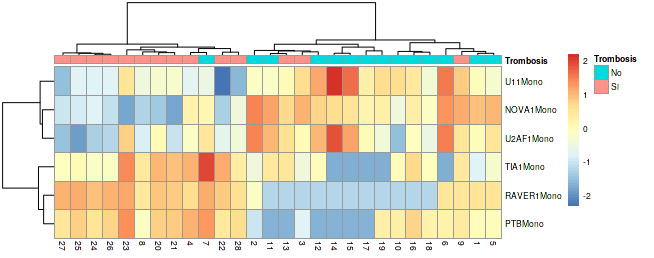 Trombosis
U11Mono
NOVA1Mono
U2AF1Mono
TIA1Mono
RAVER1Mono
PTBMono
27 25 24 26 23 8 20 21 4 7 22 28 2 11 13 3 12 14 15 17 19 10 16 18 6 9 1 5
2
1
0
-1
-2
Trombosis
No
SI